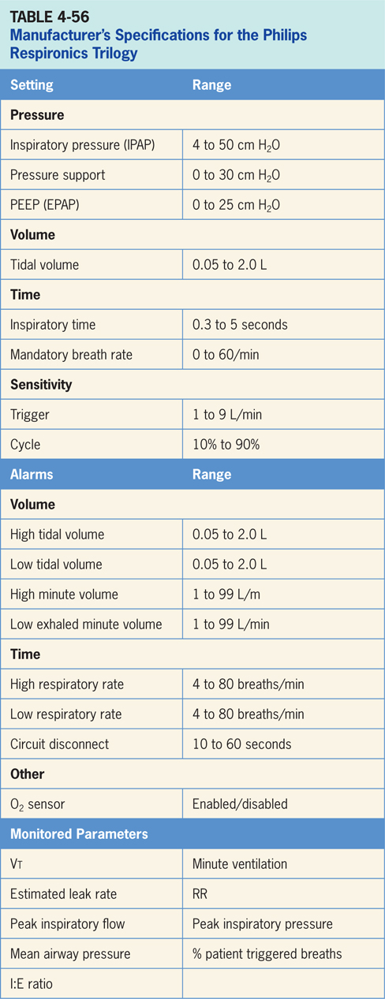 TABLE 4-56
Manufacturer's Specifications for the Philips
Respironics Trilogy
Setting Range
Pressure
Inspiratory pressure (IPAP) 4 to 50 cm H₂O
Pressure support 0 to 30 cm H₂O
PEEP (EPAP) 0 to 25 cm H₂O
Volume
Tidal volume 0.05 to 2.0 L
Time
Inspiratory time 0.3 to 5 seconds
Mandatory breath rate 0 to 60/min
Sensitivity
Trigger 1 to 9 L/min
Cycle 10% to 90%
Alarms Range
Volume
High tidal volume 0.05 to 2.0 L
Low tidal volume 0.05 to 2.0 L
High minute volume 1 to 99 L/m
Low exhaled minute volume 1 to 99 L/min
Time
High respiratory rate 4 to 80 breaths/min
Low respiratory rate 4 to 80 breaths/min
Circuit disconnect 10 to 60 seconds
Other
O₂ sensor Enabled/disabled
Monitored Parameters
VT Minute ventilation
Estimated leak rate RR
Peak inspiratory flow Peak inspiratory pressure
Mean airway pressure % patient triggered breaths
I:E ratio